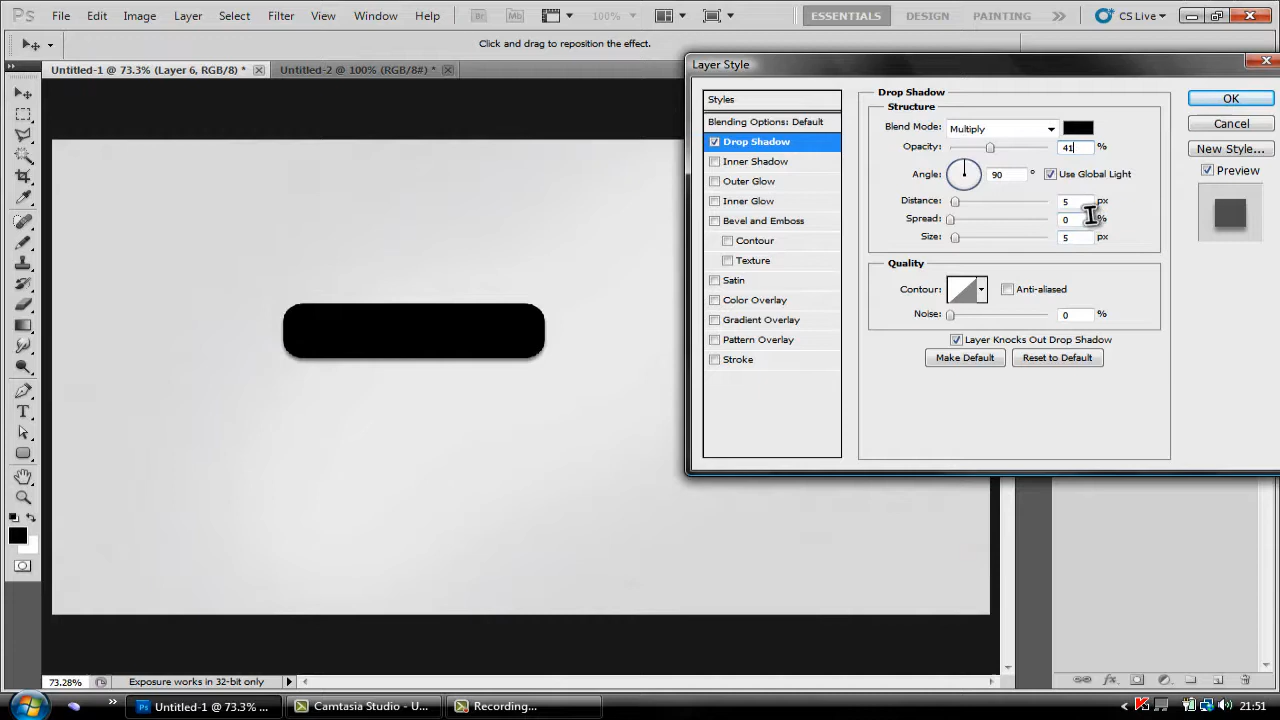 Ps File Edit Image Layer Select Filter View Window Help Br Mb 100% ESSENTIALS DESIGN PAINTING CS Live
Click and drag to reposition the effect.
Untitled-1 @ 73.3% (Layer 6, RGB/8) * Untitled-2 @ 100% (RGB/8#) *
Layer Style
Styles
Blending Options: Default
Drop Shadow
Inner Shadow
Outer Glow
Inner Glow
Bevel and Emboss
Contour
Texture
Satin
Color Overlay
Gradient Overlay
Pattern Overlay
Stroke
Drop Shadow
Structure
Blend Mode: Multiply
Opacity: 41 %
Angle: 90 ° Use Global Light
Distance: 5 px
Spread: 0 %
Size: 5 px
Quality
Contour: Anti-aliased
Noise: 0 %
Layer Knocks Out Drop Shadow
Make Default Reset to Default
OK
Cancel
New Style...
Preview
73.28% Exposure works in 32-bit only
Untitled-1 @ 73.3% ... Camtasia Studio - U... Recording... 21:51